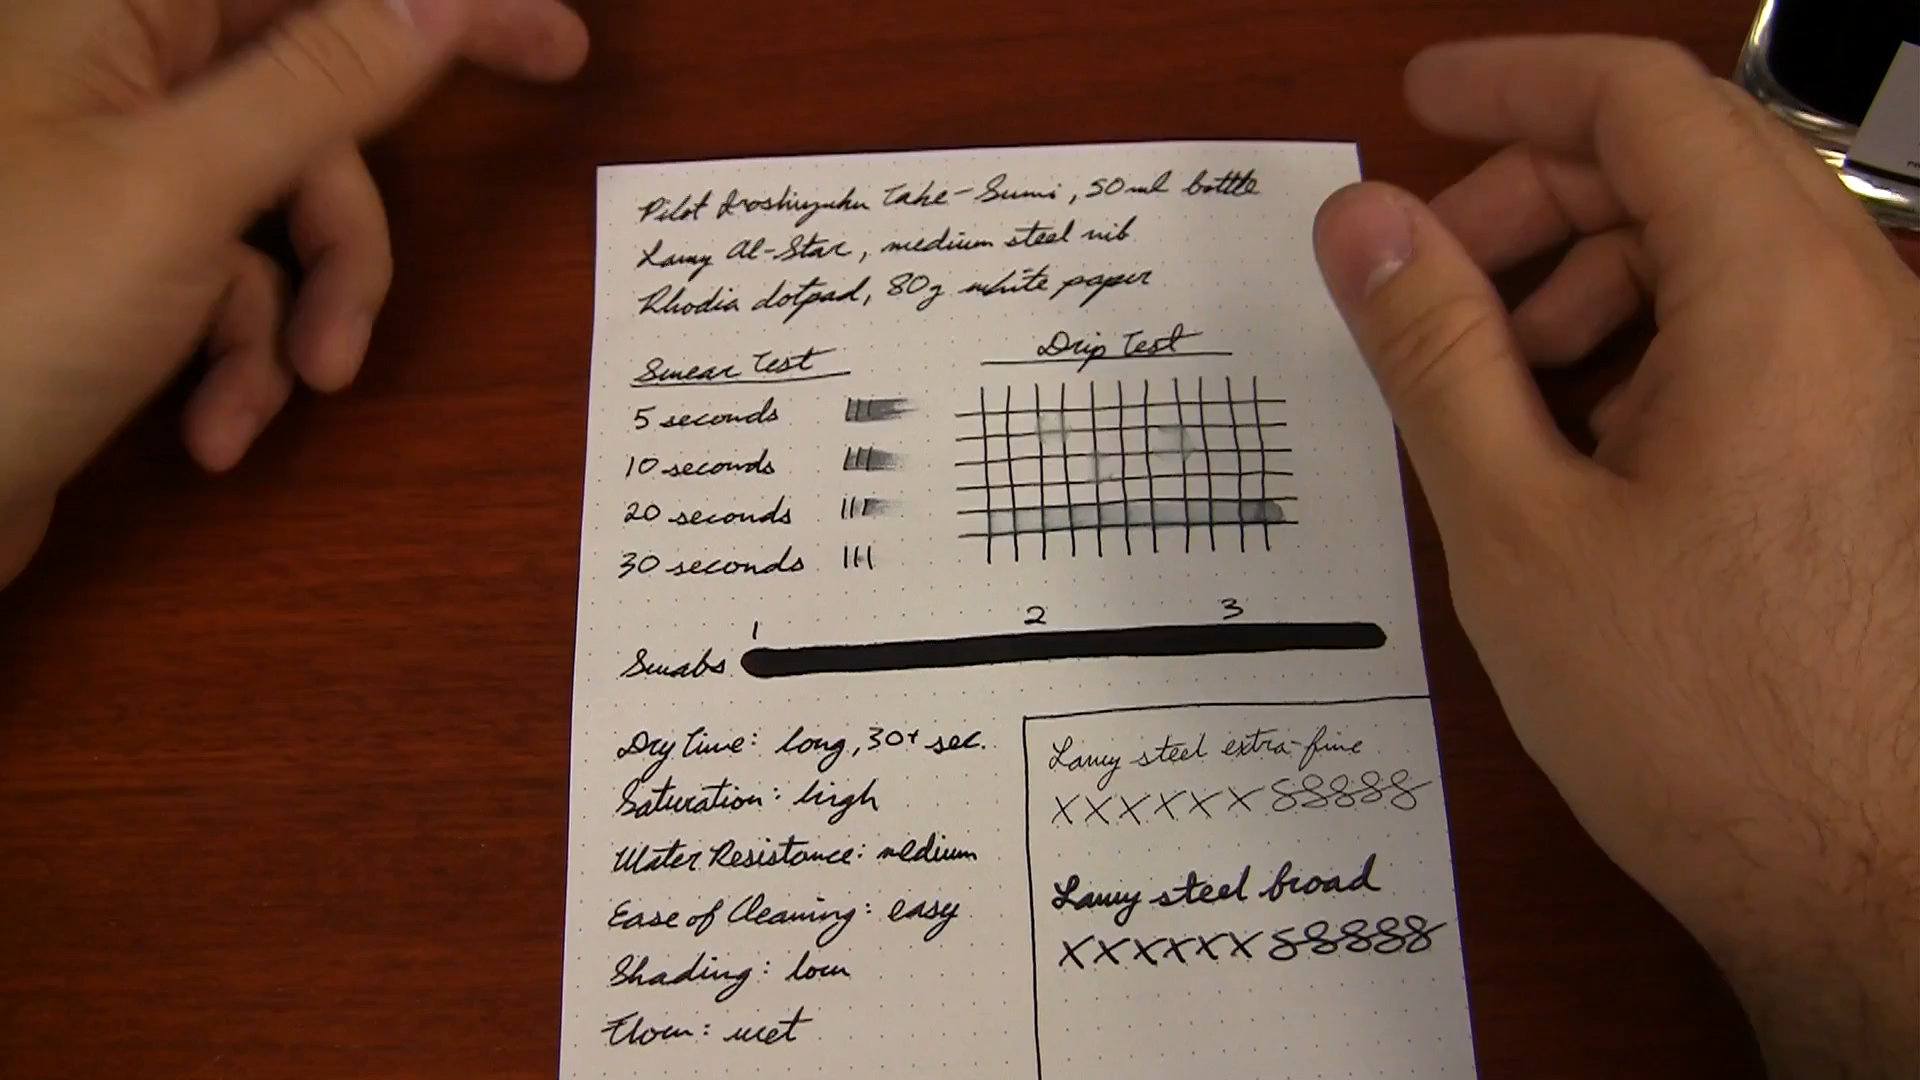 Pilot Iroshizuku Take-Sumi, 50ml bottle
Lamy Al-Star, medium steel nib
Rhodia dotpad, 80g white paper
Smear Test
5 seconds
10 seconds
20 seconds
30 seconds
Drip Test
1 2 3
Swabs
Dry Time: long, 30+ sec.
Saturation: high
Water Resistance: medium
Ease of Cleaning: easy
Shading: low
Flow: wet
Lamy steel extra-fine
XXXXXX 88888
Lamy steel broad
XXXXXX 88888